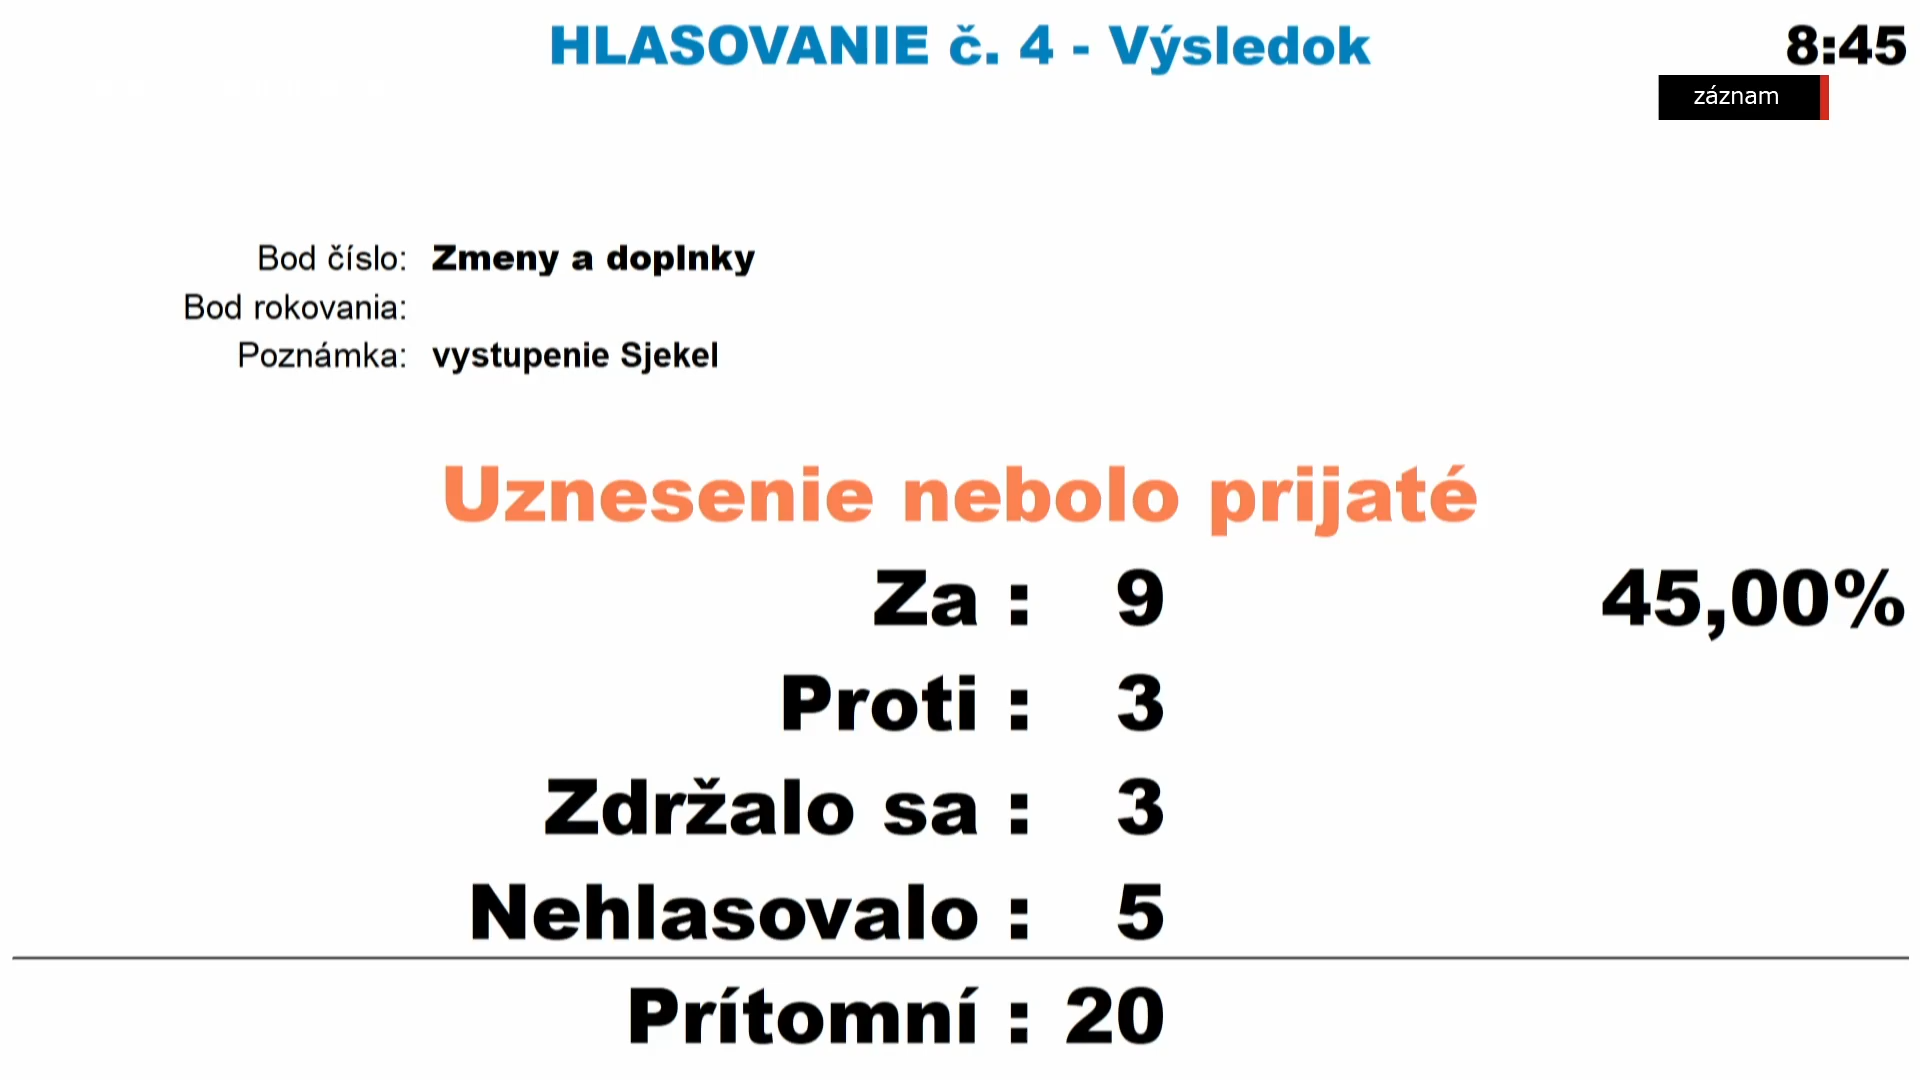 HLASOVANIE č. 4 - Výsledok
8:45
záznam
Bod číslo: Zmeny a doplnky
Bod rokovania:
Poznámka: vystupenie Sjekel
Uznesenie nebolo prijaté
Za : 9 45,00%
Proti : 3
Zdržalo sa : 3
Nehlasovalo : 5
Prítomní : 20